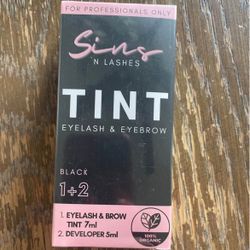 FOR PROFESSIONALS ONLY
Sins
N LASHES
TINT
EYELASH & EYEBROW
BLACK
1+2
1. EYELASH & BROW
TINT 7ml
2. DEVELOPER 5ml
100%
ORGANIC